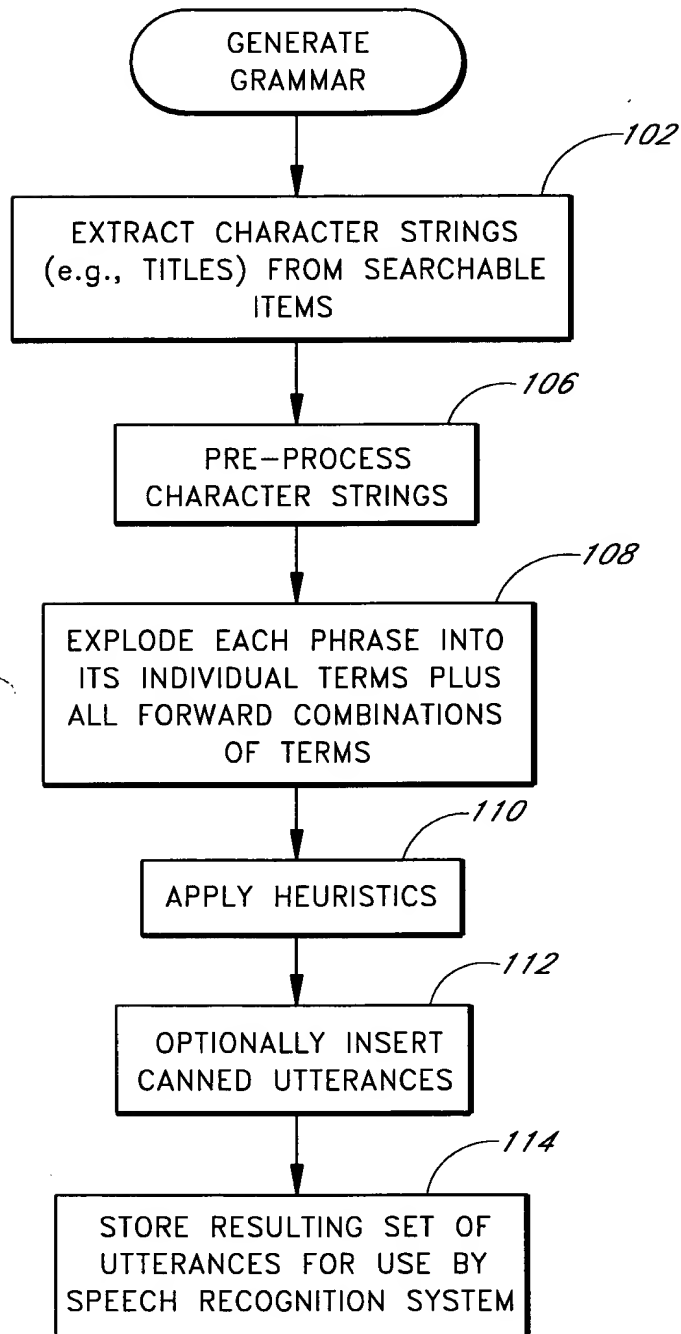 GENERATE
GRAMMAR
102
EXTRACT CHARACTER STRINGS
(e.g., TITLES) FROM SEARCHABLE
ITEMS
106
PRE-PROCESS
CHARACTER STRINGS
108
EXPLODE EACH PHRASE INTO
ITS INDIVIDUAL TERMS PLUS
ALL FORWARD COMBINATIONS
OF TERMS
110
APPLY HEURISTICS
112
OPTIONALLY INSERT
CANNED UTTERANCES
114
STORE RESULTING SET OF
UTTERANCES FOR USE BY
SPEECH RECOGNITION SYSTEM